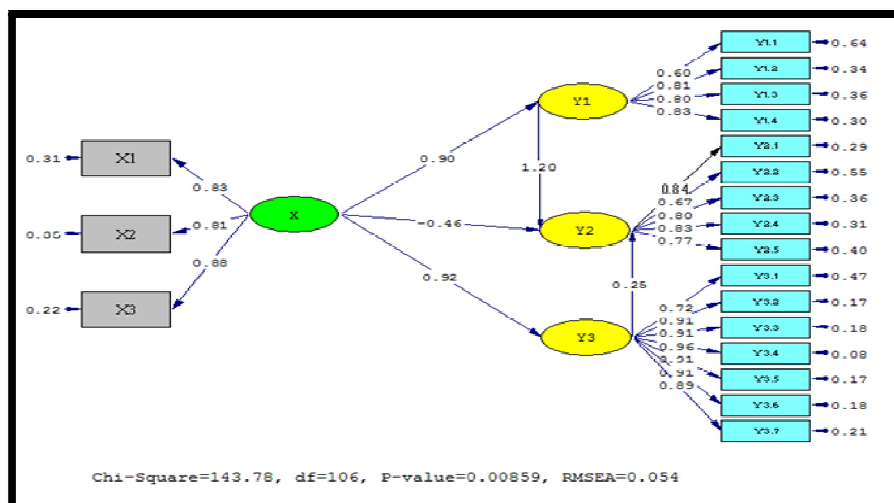 X1
X2
X3
X
Y1
Y2
Y3
0.31
0.35
0.22
0.83
0.81
0.88
0.90
-0.46
0.92
1.20
0.25
0.60
0.81
0.80
0.83
0.84
0.67
0.80
0.83
0.77
0.72
0.91
0.91
0.96
0.91
0.91
0.89
Y1.1
Y1.2
Y1.3
Y1.4
Y2.1
Y2.2
Y2.3
Y2.4
Y2.5
Y3.1
Y3.2
Y3.3
Y3.4
Y3.5
Y3.6
Y3.7
0.64
0.34
0.36
0.30
0.29
0.55
0.36
0.31
0.40
0.47
0.17
0.18
0.08
0.17
0.18
0.21
Chi-Square=143.78, df=106, P-value=0.00859, RMSEA=0.054